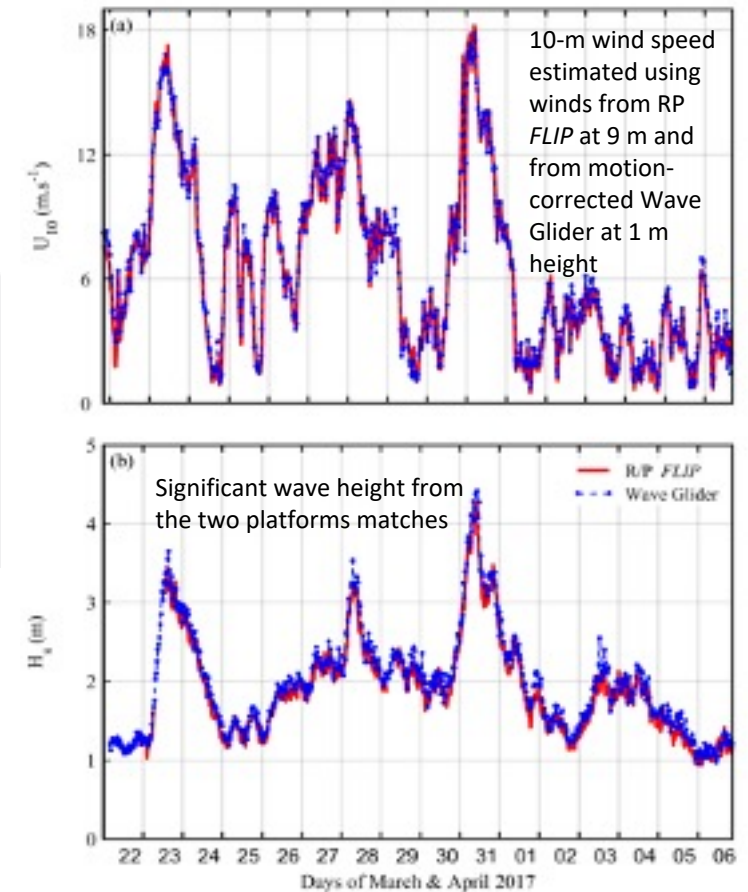 18
(a)
10-m wind speed
estimated using
winds from RP
FLIP at 9 m and
from motion-
corrected Wave
Glider at 1 m
height
12
6
0
U₁₀ (m.s⁻¹)
5
(b)
Significant wave height from
the two platforms matches
R/P FLIP
Wave Glider
4
3
2
1
0
Hₛ (m)
22 23 24 25 26 27 28 29 30 31 01 02 03 04 05 06
Days of March & April 2017